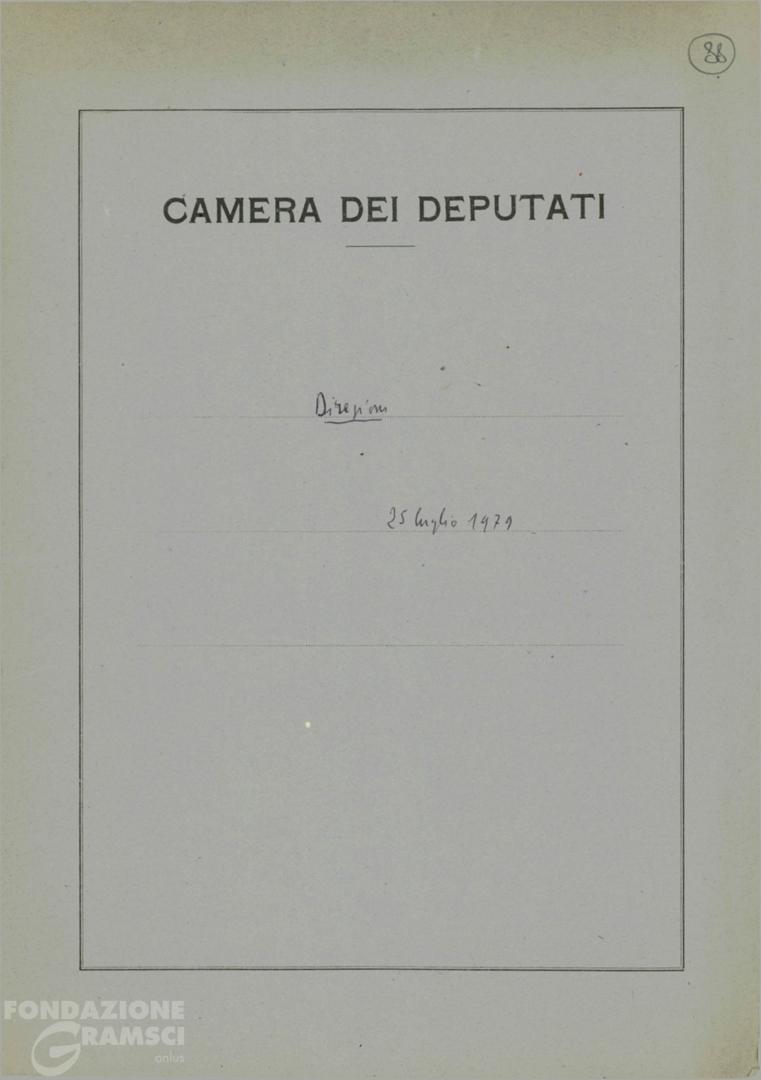 88
CAMERA DEI DEPUTATI
Direzione
25 luglio 1979
FONDAZIONE
GRAMSCI
onlus